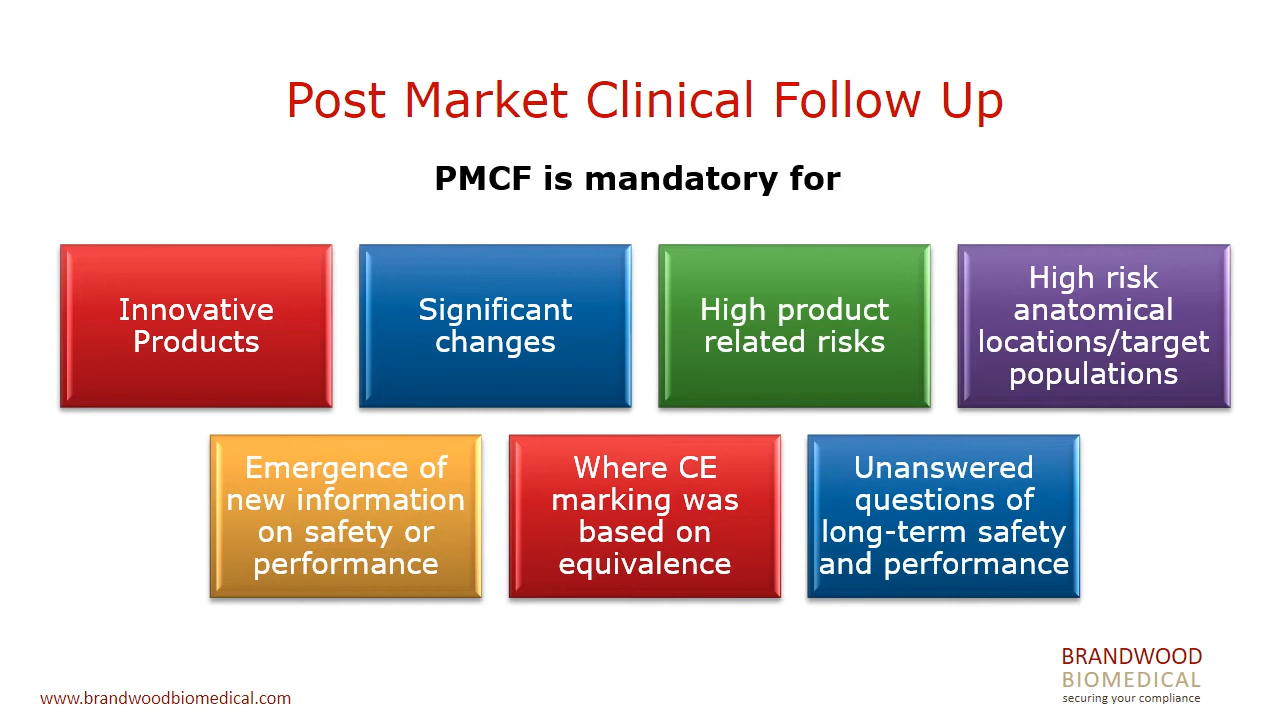 Post Market Clinical Follow Up
PMCF is mandatory for
Innovative
Products
Significant
changes
High product
related risks
High risk
anatomical
locations/target
populations
Emergence of
new information
on safety or
performance
Where CE
marking was
based on
equivalence
Unanswered
questions of
long-term safety
and performance
www.brandwoodbiomedical.com
BRANDWOOD
BIOMEDICAL
securing your compliance